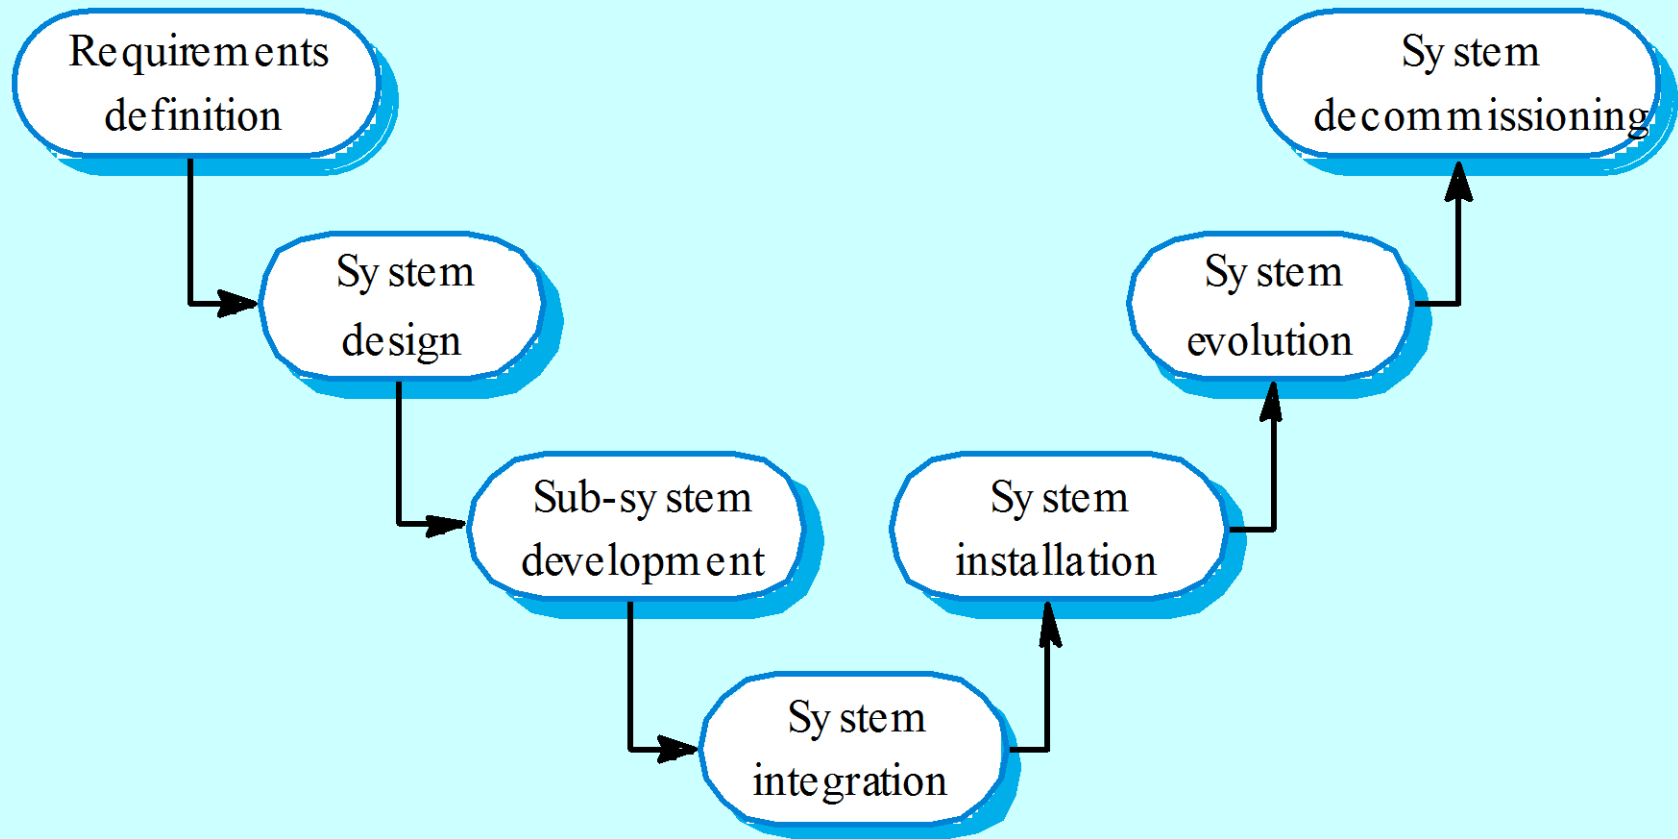 Requirements
definition
System
design
Sub-system
development
System
integration
System
installation
System
evolution
System
decommissioning